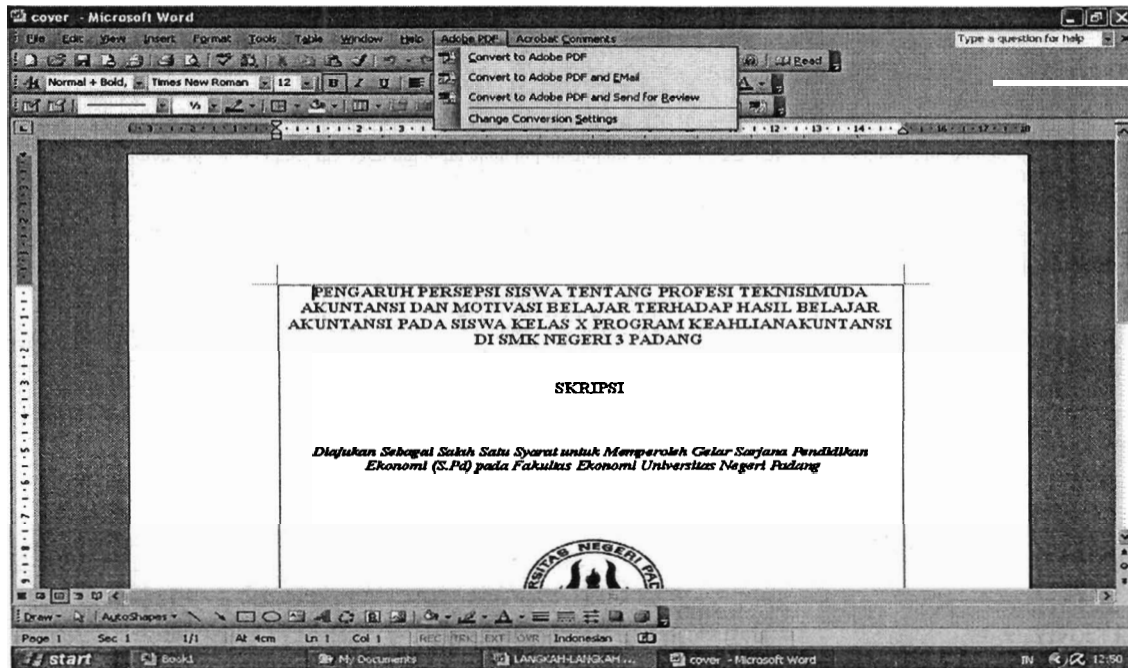 cover - Microsoft Word
File Edit View Insert Format Tools Table Window Help Adobe PDF Acrobat Comments
Type a question for help
Convert to Adobe PDF
Convert to Adobe PDF and EMail
Convert to Adobe PDF and Send for Review
Change Conversion Settings
Read
Normal + Bold, Times New Roman 12 B I U
PENGARUH PERSEPSI SISWA TENTANG PROFESI TEKNISIMUDA
AKUNTANSI DAN MOTIVASI BELAJAR TERHADAP HASIL BELAJAR
AKUNTANSI PADA SISWA KELAS X PROGRAM KEAHLIANAKUNTANSI
DI SMK NEGERI 3 PADANG
SKRIPSI
Diajukan Sebagai Salah Satu Syarat untuk Memperoleh Gelar Sarjana Pendidikan
Ekonomi (S.Pd) pada Fakultas Ekonomi Universitas Negeri Padang
NEGERI
Draw AutoShapes
Page 1 Sec 1 1/1 At 4cm Ln 1 Col 1 REC TRK EXT OVR Indonesian
start Book1 My Documents LANGKAH-LANGKAH ... cover - Microsoft Word IN 12:50